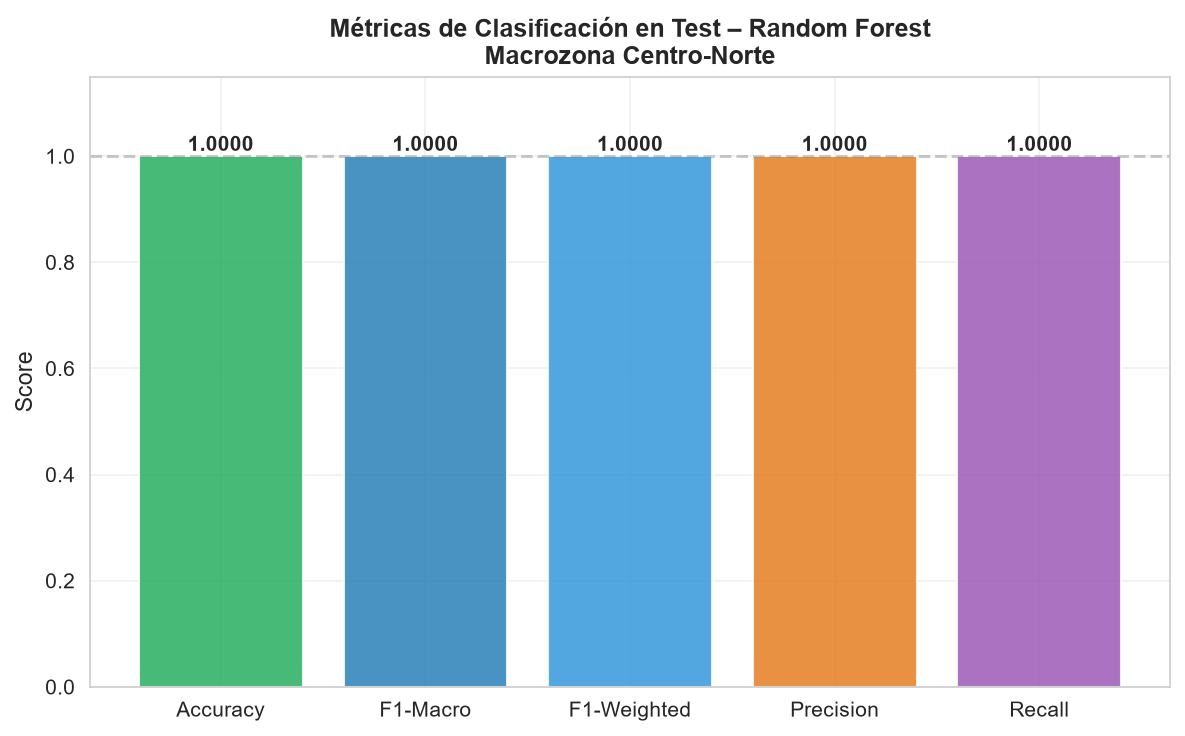 Métricas de Clasificación en Test – Random Forest
Macrozona Centro-Norte
1.0000 1.0000 1.0000 1.0000 1.0000
1.0
0.8
0.6
0.4
0.2
0.0
Score
Accuracy F1-Macro F1-Weighted Precision Recall